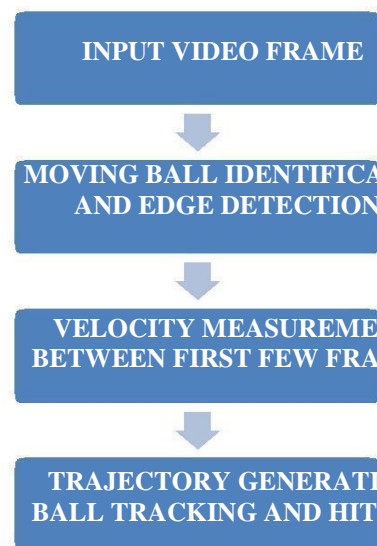 INPUT VIDEO FRAME
MOVING BALL IDENTIFICA
AND EDGE DETECTION
VELOCITY MEASUREME
BETWEEN FIRST FEW FRA
TRAJECTORY GENERATI
BALL TRACKING AND HIT